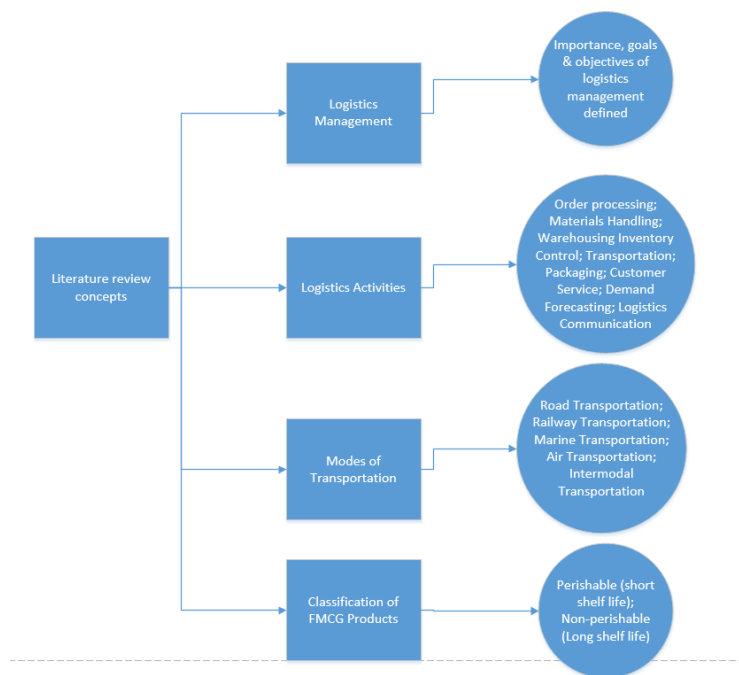 Literature review
concepts
Logistics
Management
Importance, goals
& objectives of
logistics
management
defined
Logistics Activities
Order processing;
Materials Handling;
Warehousing Inventory
Control; Transportation;
Packaging; Customer
Service; Demand
Forecasting; Logistics
Communication
Modes of
Transportation
Road Transportation;
Railway Transportation;
Marine Transportation;
Air Transportation;
Intermodal
Transportation
Classification of
FMCG Products
Perishable (short
shelf life);
Non-perishable
(Long shelf life)